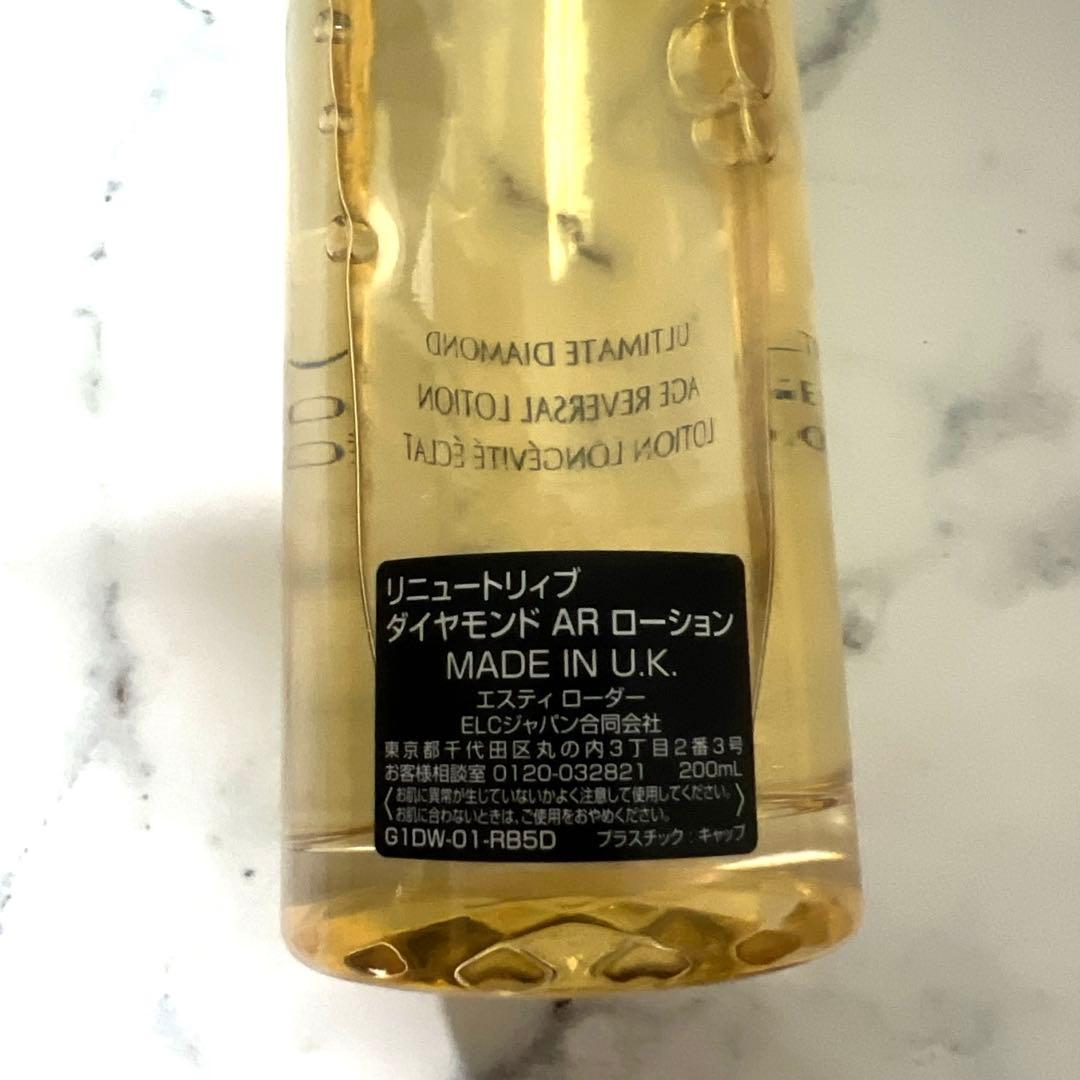 ULTIMATE DIAMOND
AGE REVERSAL LOTION
LOTION LONGÉVITÉ ÉCLAT
リニュートリィブ
ダイヤモンド AR ローション
MADE IN U.K.
エスティ ローダー
ELCジャパン合同会社
東京都千代田区丸の内3丁目2番3号
お客様相談室 0120-032821 200mL
〈お肌に異常が生じていないかよく注意して使用してください。
お肌に合わないときは、ご使用をおやめください。〉
G1DW-01-RB5D プラスチック:キャップ